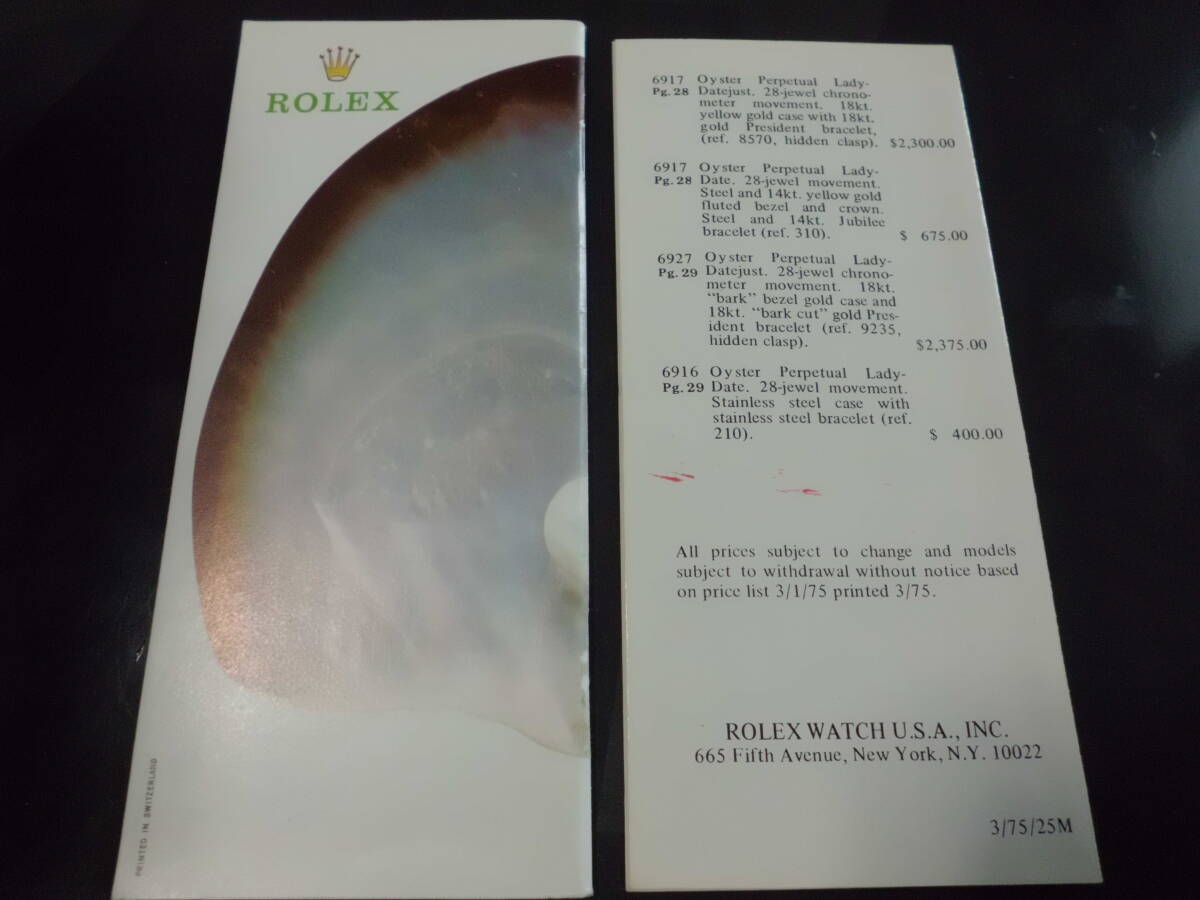 ROLEX
PRINTED IN SWITZERLAND
6917 Oyster Perpetual Lady-
Pg. 28 Datejust. 28-jewel chrono-
meter movement. 18kt.
yellow gold case with 18kt.
gold President bracelet,
(ref. 8570, hidden clasp). $2,300.00
6917 Oyster Perpetual Lady-
Pg. 28 Date. 28-jewel movement.
Steel and 14kt. yellow gold
fluted bezel and crown.
Steel and 14kt. Jubilee
bracelet (ref. 310). $ 675.00
6927 Oyster Perpetual Lady-
Pg. 29 Datejust. 28-jewel chrono-
meter movement. 18kt.
"bark" bezel gold case and
18kt. "bark cut" gold Pres-
ident bracelet (ref. 9235,
hidden clasp). $2,375.00
6916 Oyster Perpetual Lady-
Pg. 29 Date. 28-jewel movement.
Stainless steel case with
stainless steel bracelet (ref.
210). $ 400.00
All prices subject to change and models
subject to withdrawal without notice based
on price list 3/1/75 printed 3/75.
ROLEX WATCH U.S.A., INC.
665 Fifth Avenue, New York, N.Y. 10022
3/75/25M